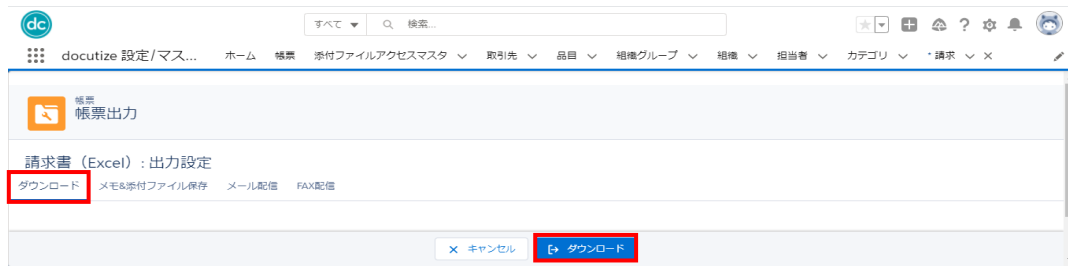 dc
すべて 検索...
docutize 設定/マス... ホーム 帳票 添付ファイルアクセスマスタ 取引先 品目 組織グループ 組織 担当者 カテゴリ * 請求
帳票
帳票出力
請求書（Excel）: 出力設定
ダウンロード メモ&添付ファイル保存 メール配信 FAX配信
キャンセル ダウンロード